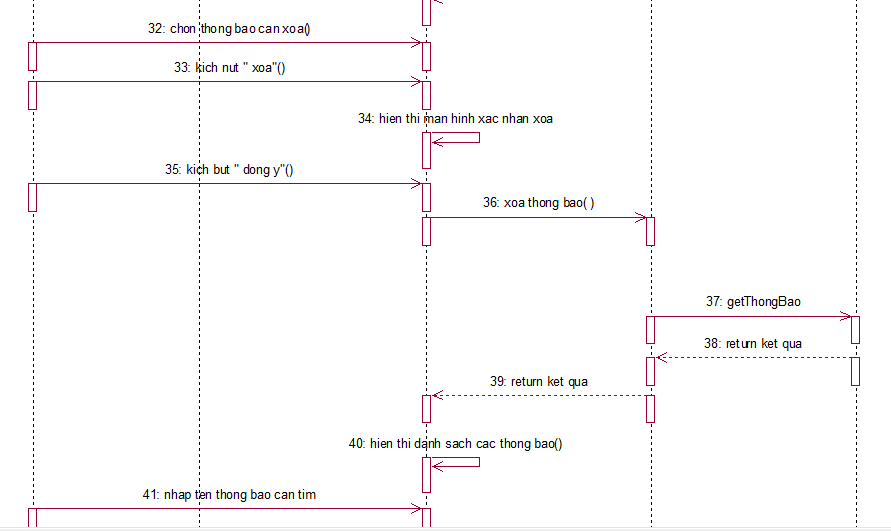 32: chon thong bao can xoa()
33: kich nut " xoa"()
34: hien thi man hinh xac nhan xoa
35: kich but " dong y"()
36: xoa thong bao( )
37: getThongBao
38: return ket qua
39: return ket qua
40: hien thi danh sach cac thong bao()
41: nhap ten thong bao can tim